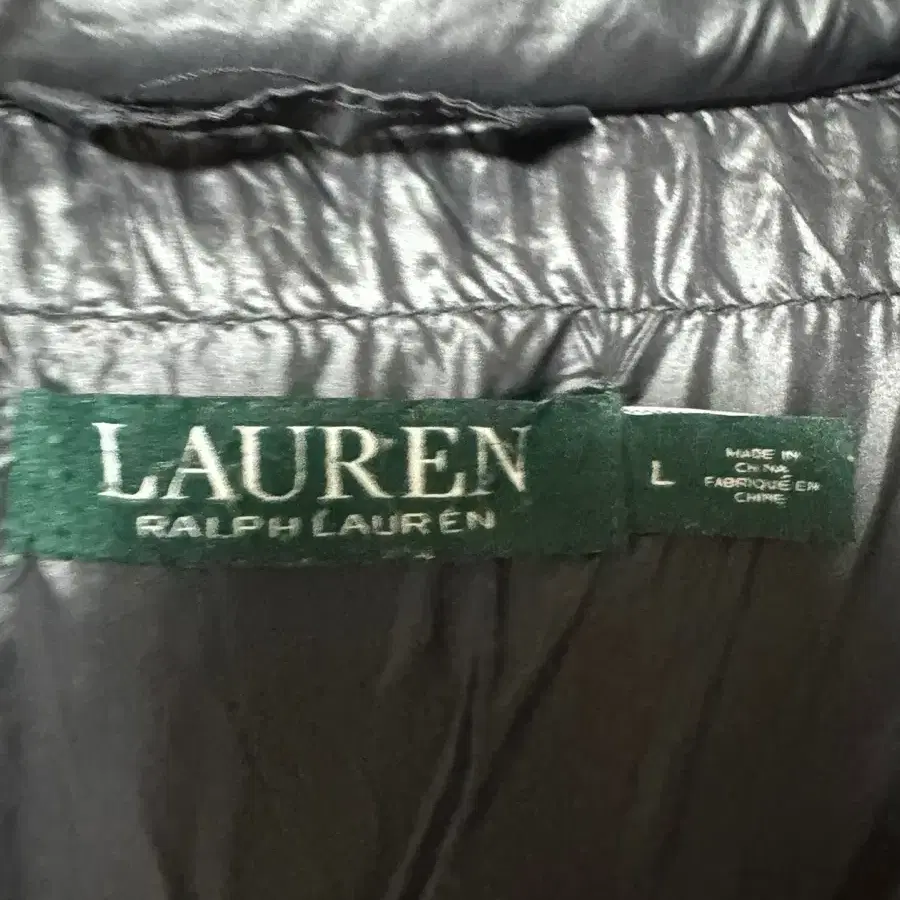 LAUREN
RALPH LAUREN
L
MADE IN
CHINA
FABRIQUÉ EN
CHINE